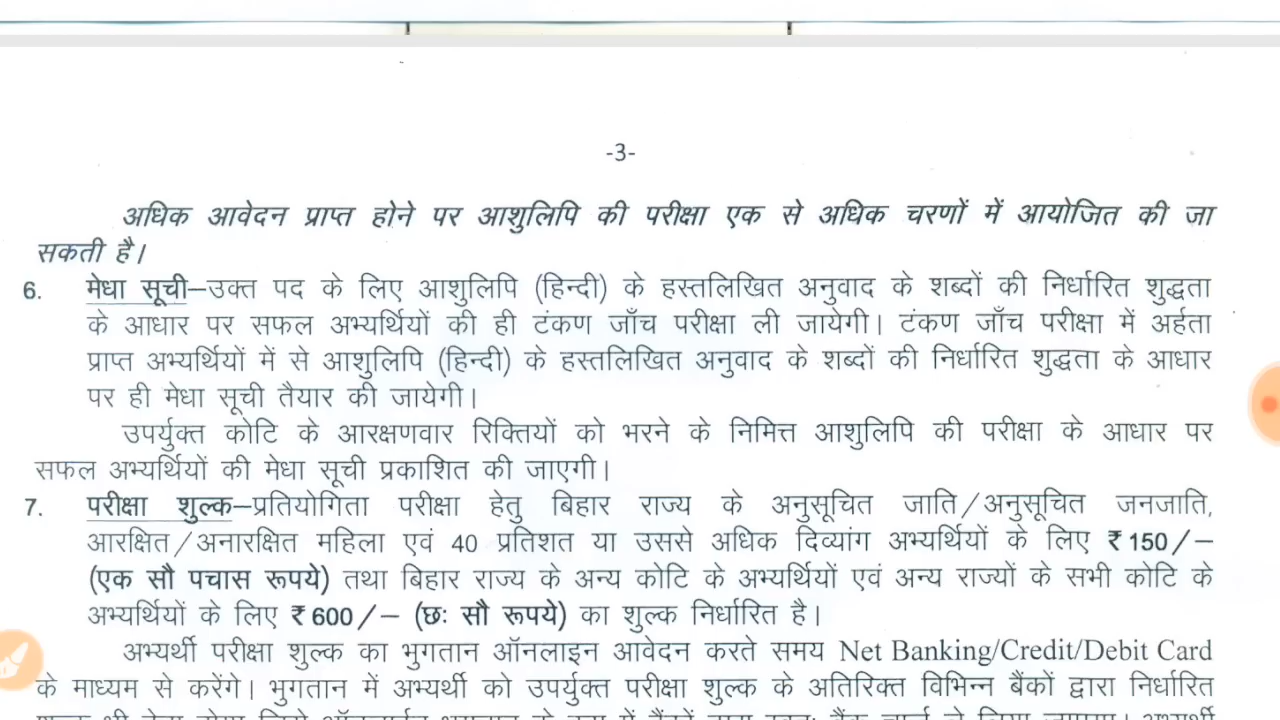 -3-
अधिक आवेदन प्राप्त होने पर आशुलिपि की परीक्षा एक से अधिक चरणों में आयोजित की जा
सकती है।
6. मेधा सूची–उक्त पद के लिए आशुलिपि (हिन्दी) के हस्तलिखित अनुवाद के शब्दों की निर्धारित शुद्धता
के आधार पर सफल अभ्यर्थियों की ही टंकण जाँच परीक्षा ली जायेगी। टंकण जाँच परीक्षा में अर्हता
प्राप्त अभ्यर्थियों में से आशुलिपि (हिन्दी) के हस्तलिखित अनुवाद के शब्दों की निर्धारित शुद्धता के आधार
पर ही मेधा सूची तैयार की जायेगी।
उपर्युक्त कोटि के आरक्षणवार रिक्तियों को भरने के निमित्त आशुलिपि की परीक्षा के आधार पर
सफल अभ्यर्थियों की मेधा सूची प्रकाशित की जाएगी।
7. परीक्षा शुल्क–प्रतियोगिता परीक्षा हेतु बिहार राज्य के अनुसूचित जाति/अनुसूचित जनजाति,
आरक्षित/अनारक्षित महिला एवं 40 प्रतिशत या उससे अधिक दिव्यांग अभ्यर्थियों के लिए ₹150/–
(एक सौ पचास रूपये) तथा बिहार राज्य के अन्य कोटि के अभ्यर्थियों एवं अन्य राज्यों के सभी कोटि के
अभ्यर्थियों के लिए ₹600/– (छः सौ रूपये) का शुल्क निर्धारित है।
अभ्यर्थी परीक्षा शुल्क का भुगतान ऑनलाइन आवेदन करते समय Net Banking/Credit/Debit Card
के माध्यम से करेंगे। भुगतान में अभ्यर्थी को उपर्युक्त परीक्षा शुल्क के अतिरिक्त विभिन्न बैंकों द्वारा निर्धारित